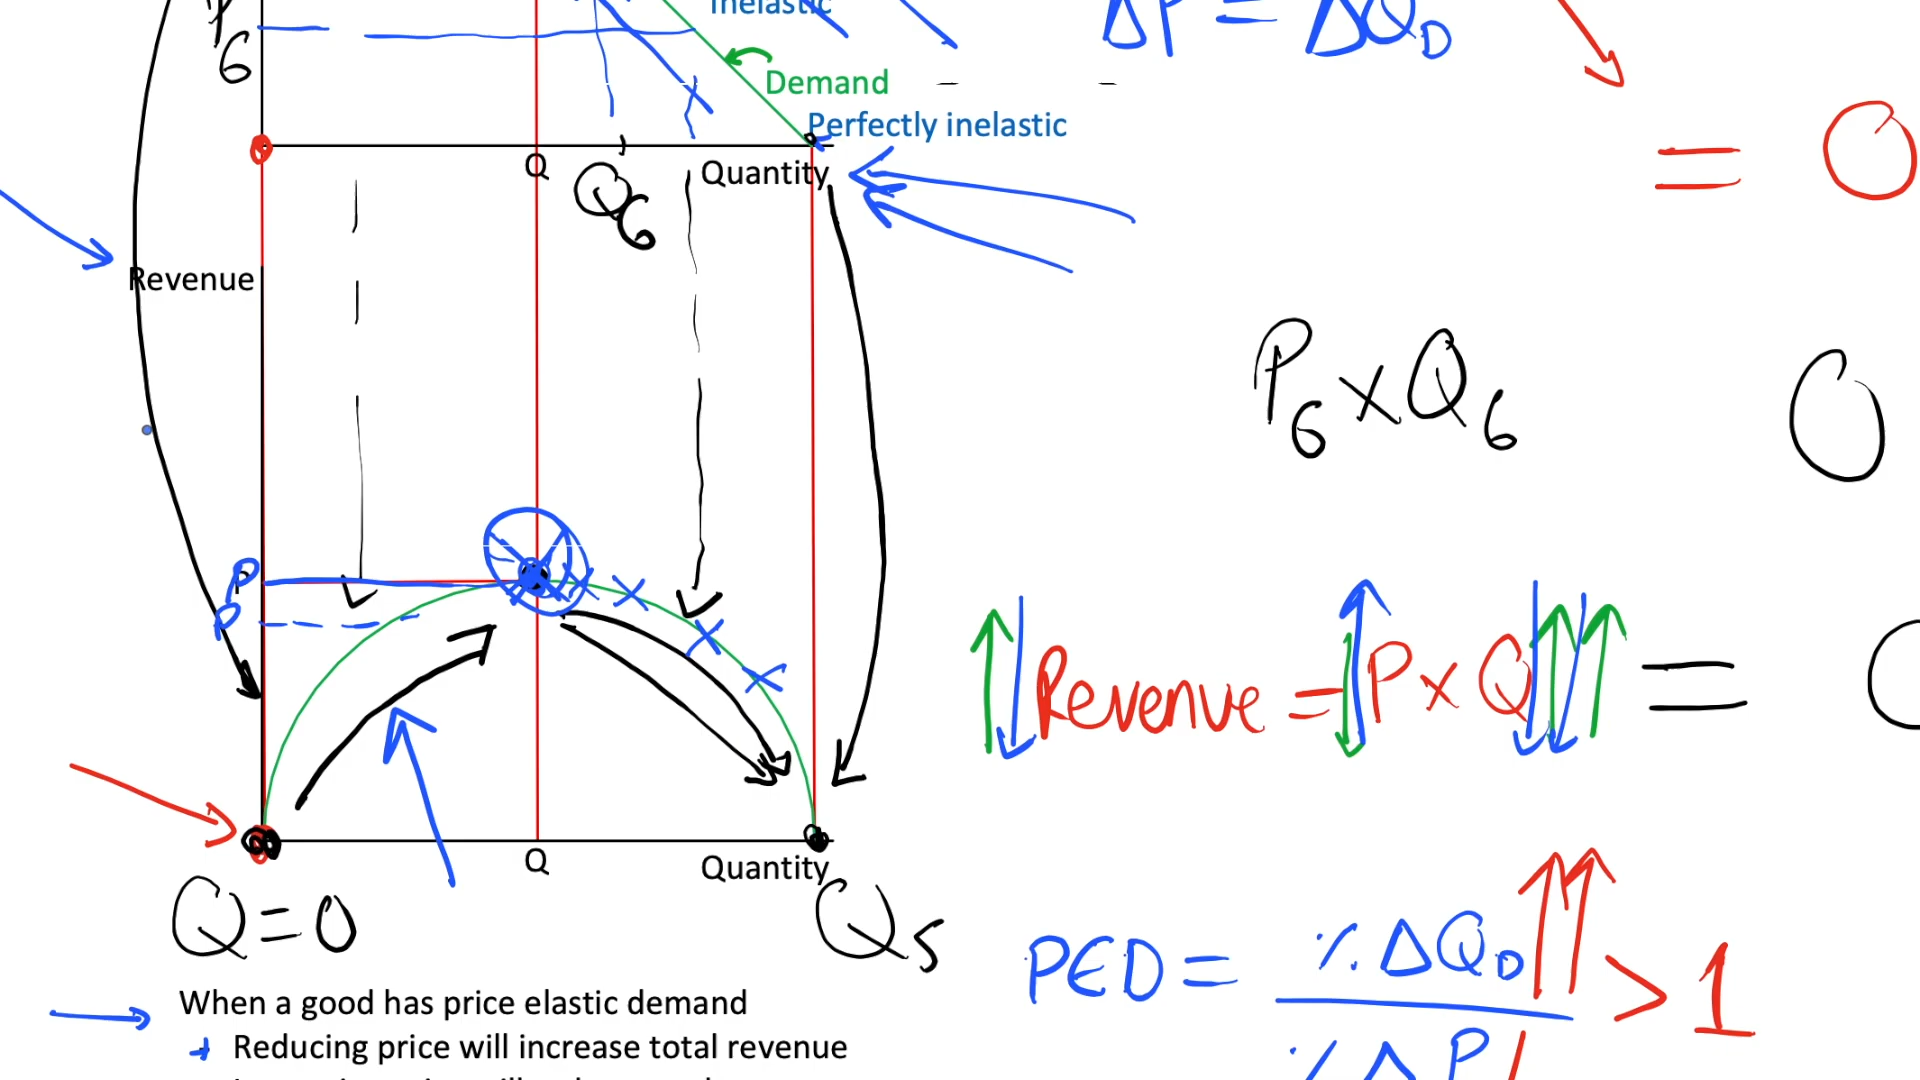 Inelastic
ΔP = ΔQD
P6
Demand
Perfectly inelastic
= 0
Q
Quantity
Q6
Revenue
P6 x Q6
0
P
P
Revenue = P x Q =
Q
Quantity
Q=0
Q5
PED = % ΔQD > 1
% ΔP
When a good has price elastic demand
Reducing price will increase total revenue